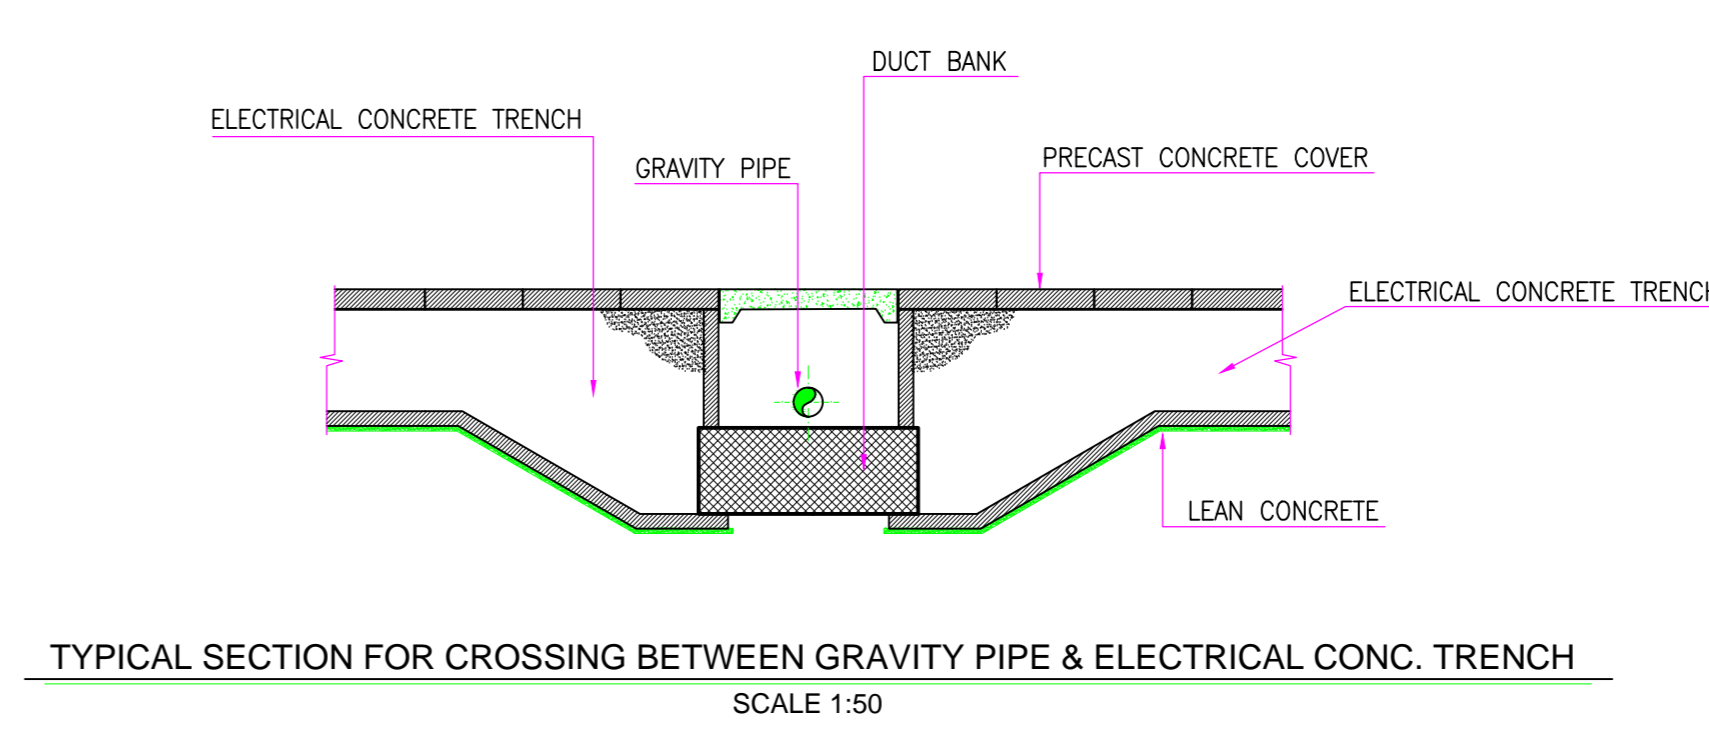 DUCT BANK
ELECTRICAL CONCRETE TRENCH
GRAVITY PIPE
PRECAST CONCRETE COVER
ELECTRICAL CONCRETE TRENCH
LEAN CONCRETE
TYPICAL SECTION FOR CROSSING BETWEEN GRAVITY PIPE & ELECTRICAL CONC. TRENCH
SCALE 1:50